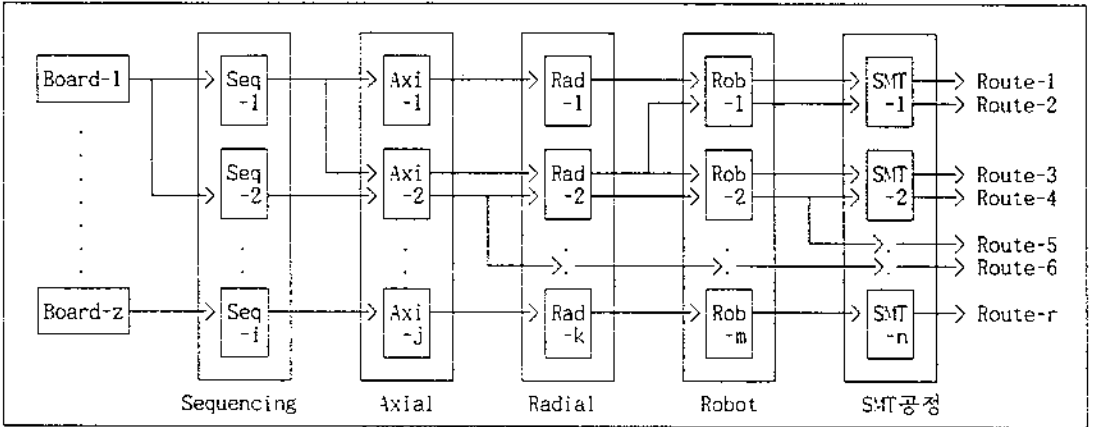 Board-1
Seq
-1
Axi
-1
Rad
-1
Rob
-1
SMT
-1
Route-1
Route-2
Seq
-2
Axi
-2
Rad
-2
Rob
-2
SMT
-2
Route-3
Route-4
Route-5
Route-6
Board-z
Seq
-i
Axi
-j
Rad
-k
Rob
-m
SMT
-n
Route-r
Sequencing
Axial
Radial
Robot
SMT공정